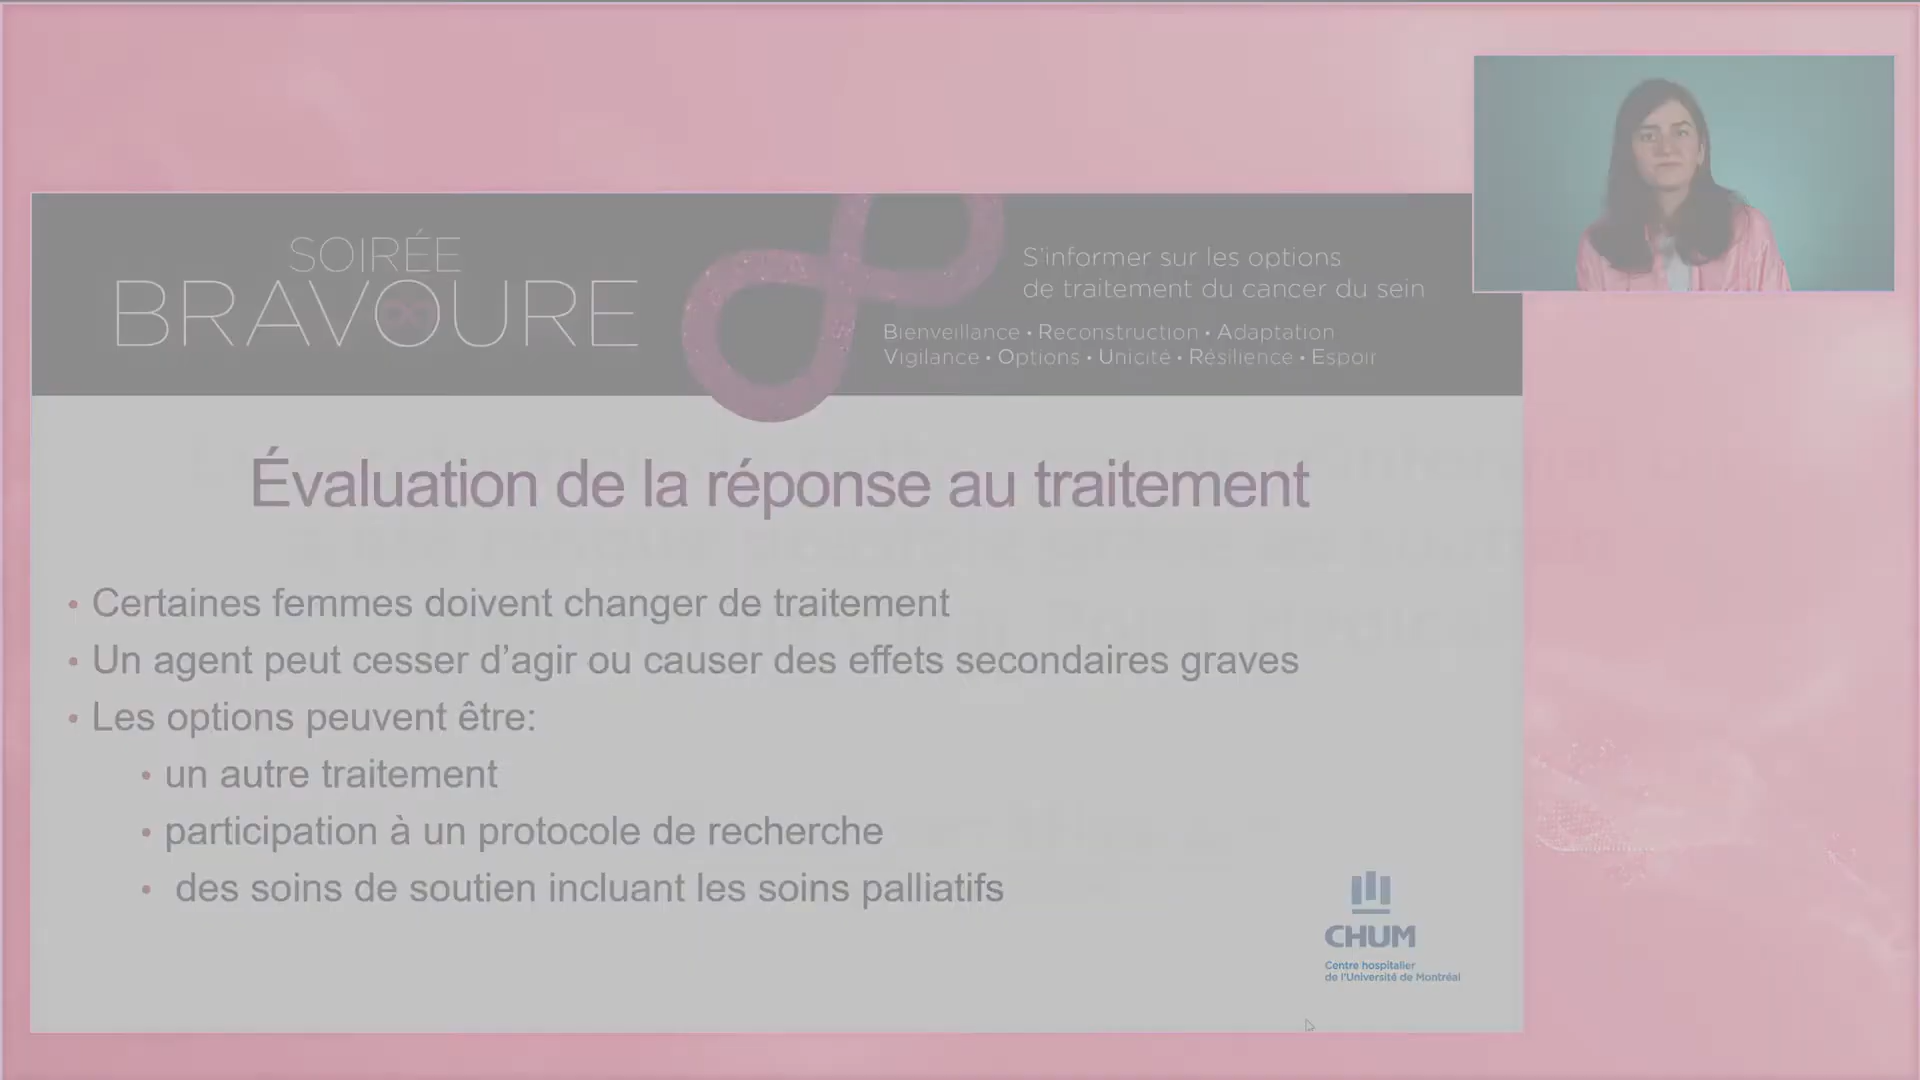 SOIRÉE
BRAVOURE
S'informer sur les options
de traitement du cancer du sein
Bienveillance • Reconstruction • Adaptation
Vigilance • Options • Unicité • Résilience • Espoir
Évaluation de la réponse au traitement
• Certaines femmes doivent changer de traitement
• Un agent peut cesser d’agir ou causer des effets secondaires graves
• Les options peuvent être:
• un autre traitement
• participation à un protocole de recherche
• des soins de soutien incluant les soins palliatifs
CHUM
Centre hospitalier
de l'Université de Montréal